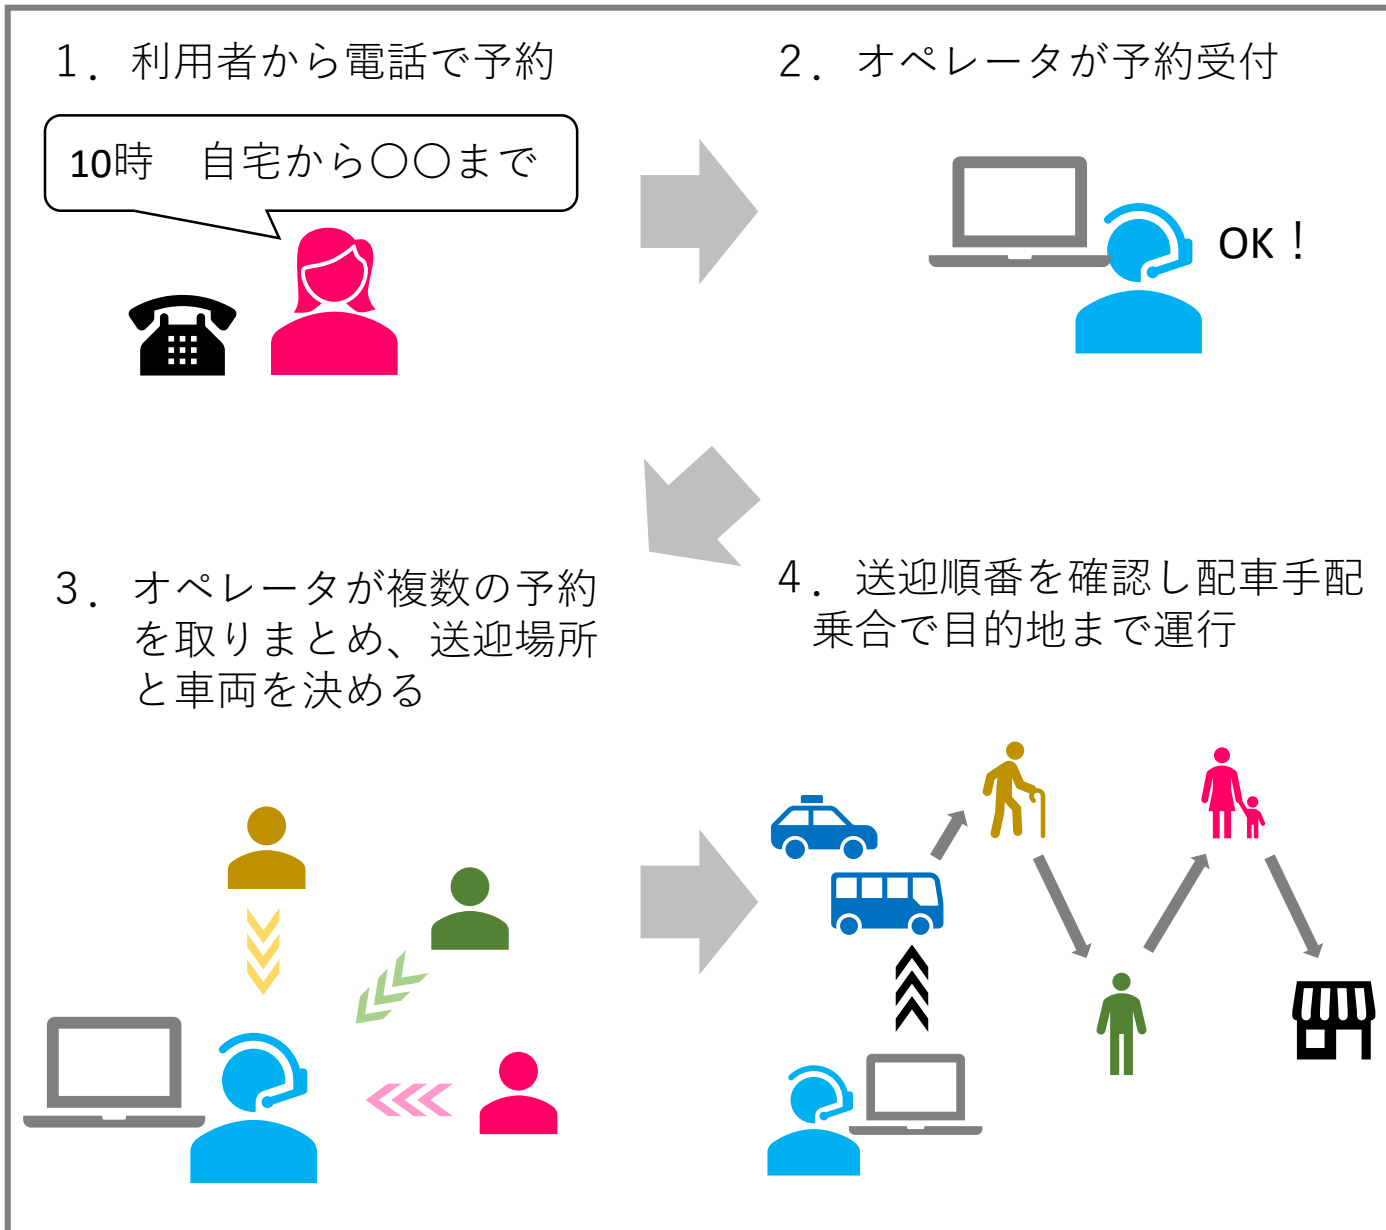 １．利用者から電話で予約
10時　自宅から〇〇まで
２．オペレータが予約受付
OK！
３．オペレータが複数の予約
を取りまとめ、送迎場所
と車両を決める
４．送迎順番を確認し配車手配
乗合で目的地まで運行